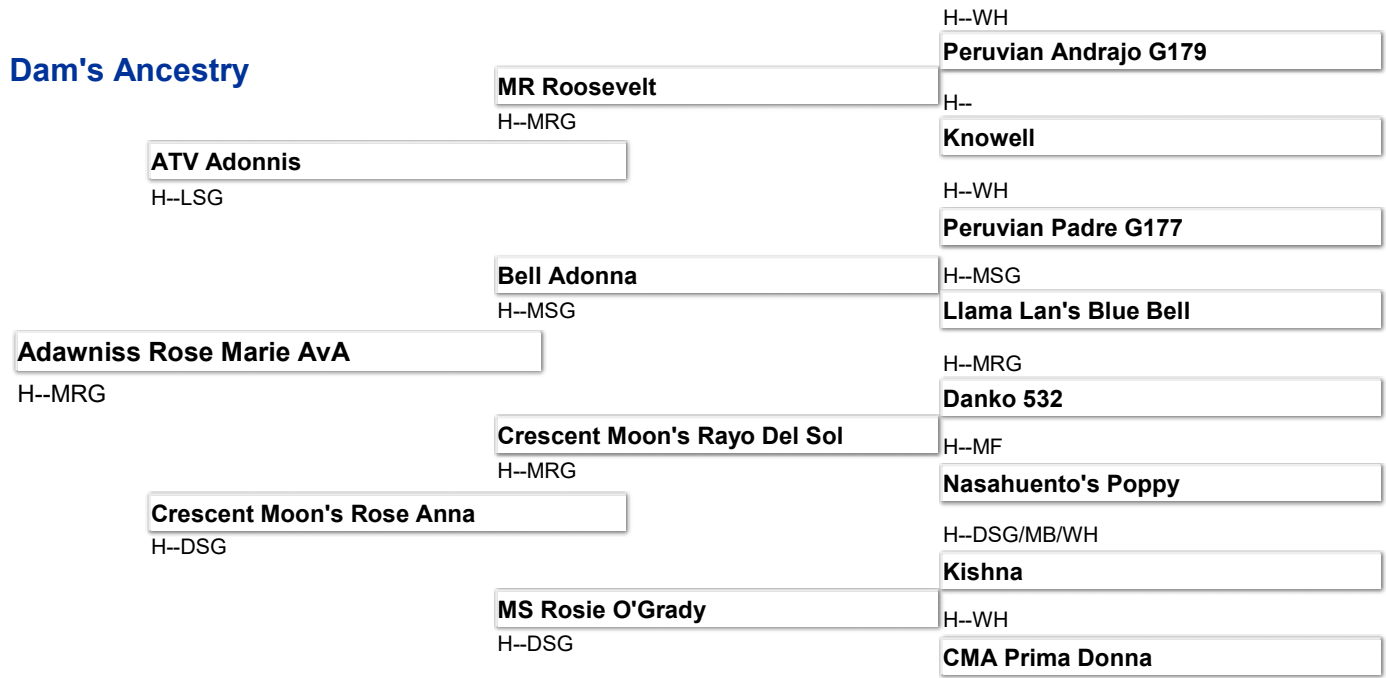 H--WH
Peruvian Andrajo G179
Dam's Ancestry
MR Roosevelt
H--MRG
H--
Knowell
ATV Adonnis
H--LSG
H--WH
Peruvian Padre G177
Bell Adonna
H--MSG
H--MSG
Llama Lan's Blue Bell
Adawniss Rose Marie AvA
H--MRG
H--MRG
Danko 532
Crescent Moon's Rayo Del Sol
H--MRG
H--MF
Nasahuento's Poppy
Crescent Moon's Rose Anna
H--DSG
H--DSG/MB/WH
Kishna
MS Rosie O'Grady
H--DSG
H--WH
CMA Prima Donna